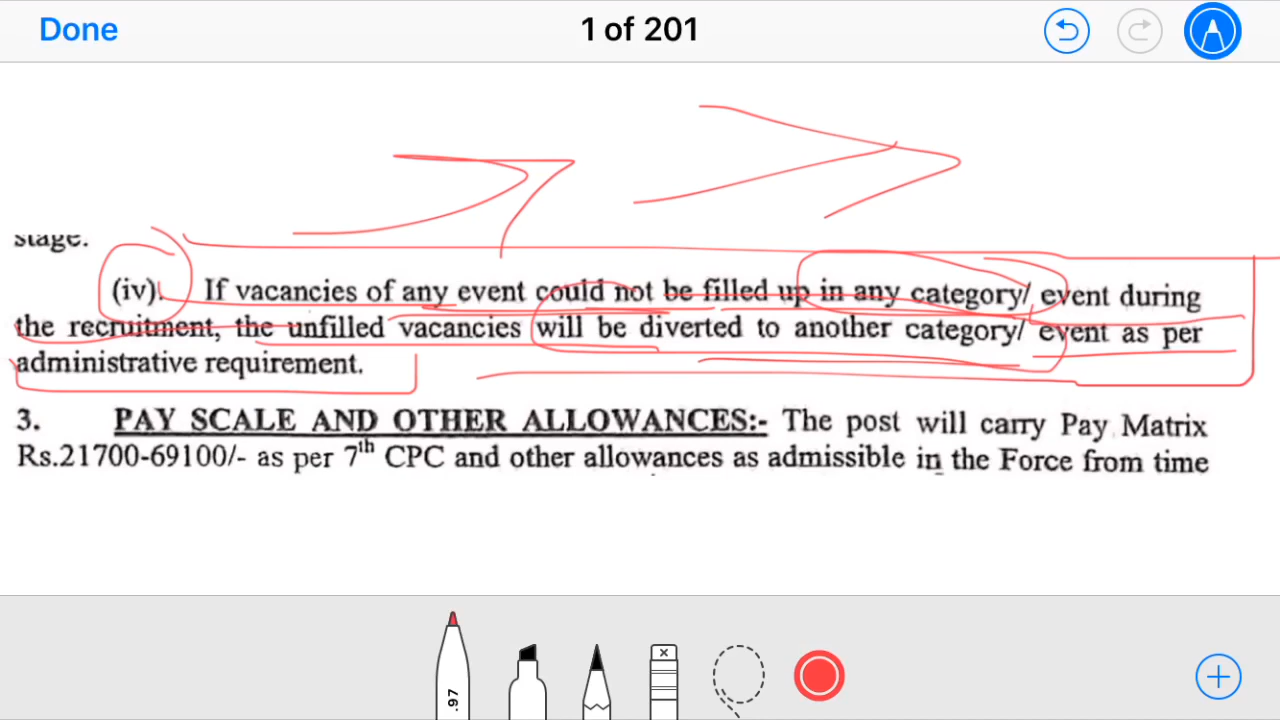 Done
1 of 201
stage.
(iv). If vacancies of any event could not be filled up in any category/ event during
the recruitment, the unfilled vacancies will be diverted to another category/ event as per
administrative requirement.
3. PAY SCALE AND OTHER ALLOWANCES:- The post will carry Pay Matrix
Rs.21700-69100/- as per 7th CPC and other allowances as admissible in the Force from time
.97